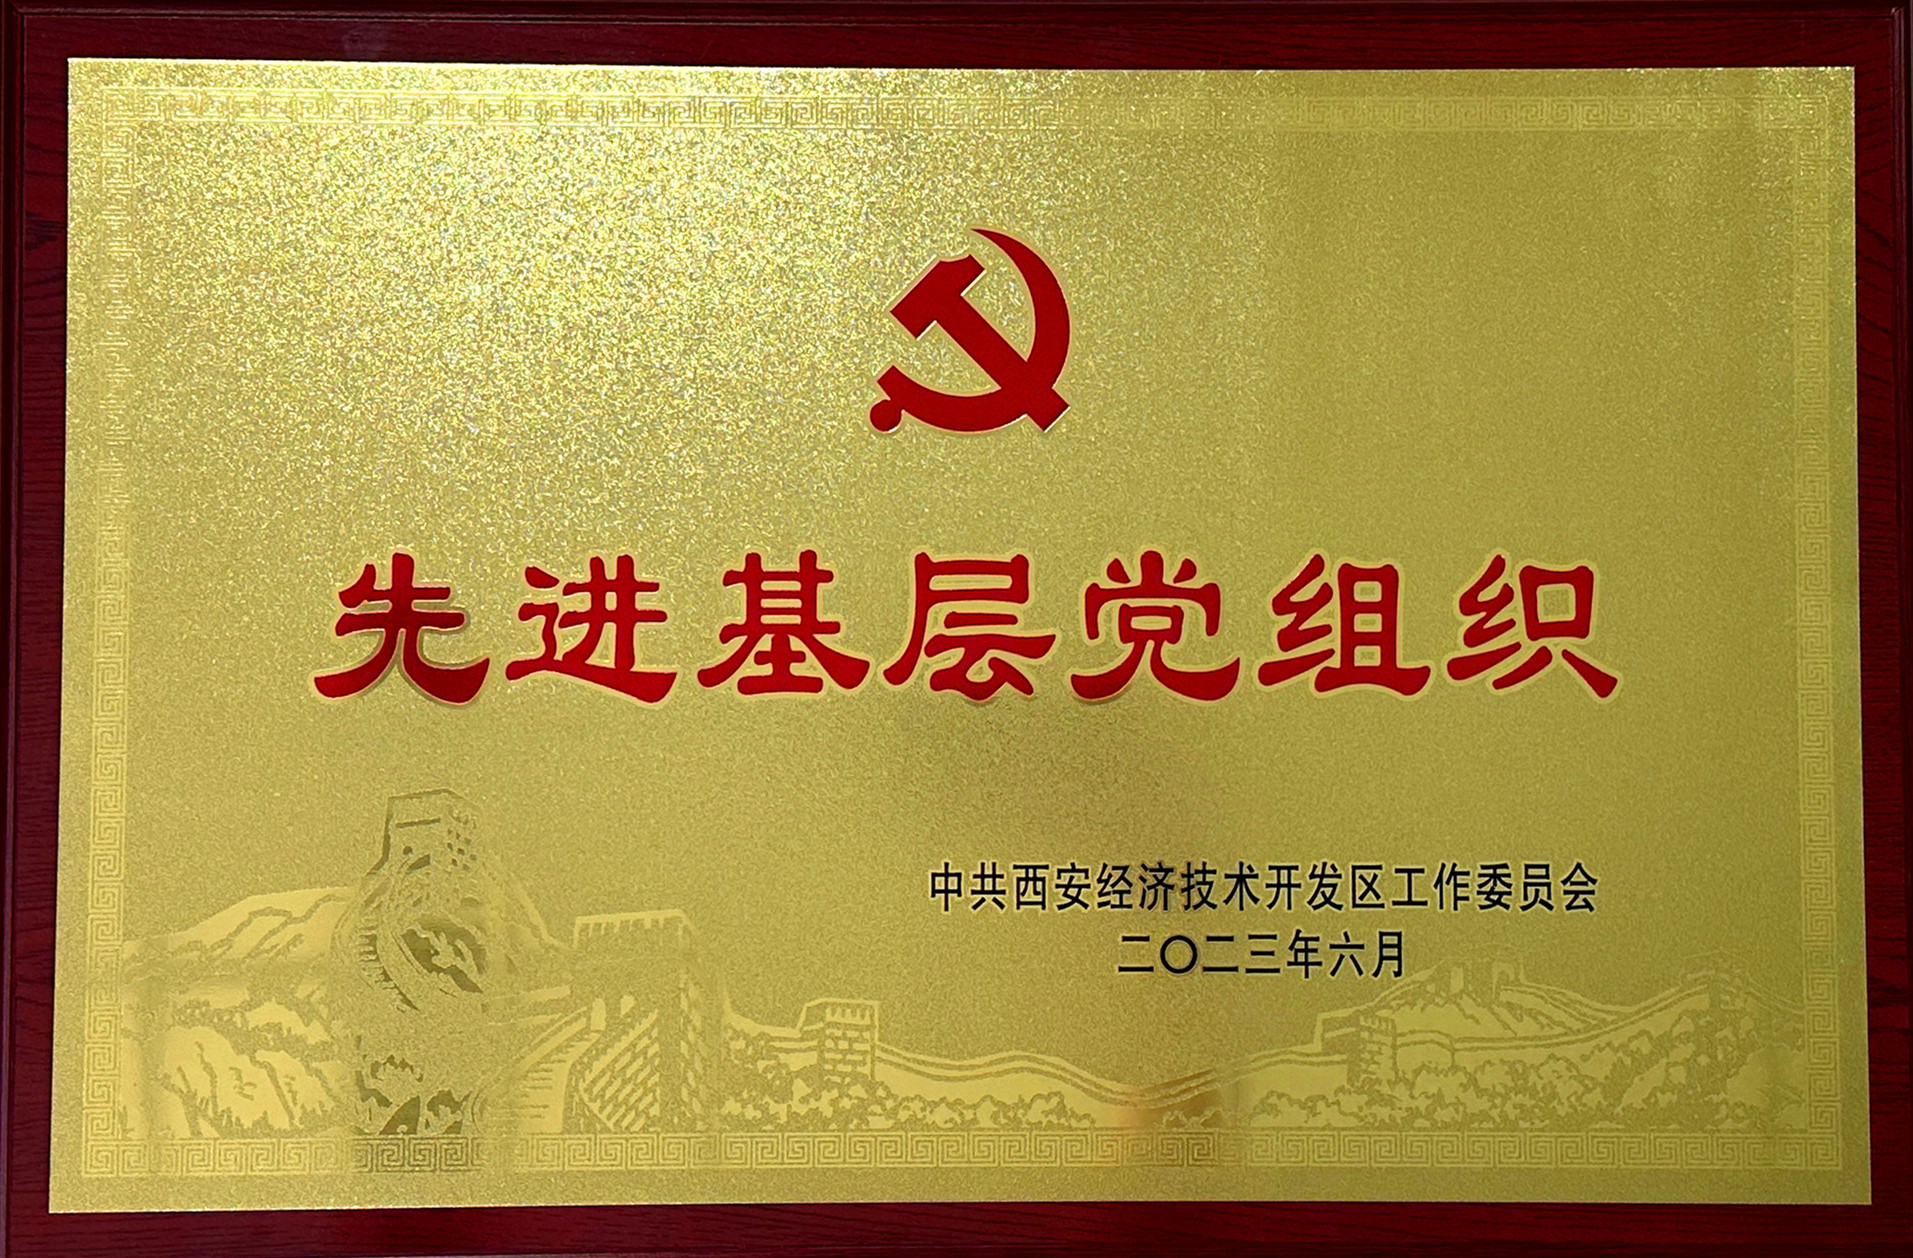 先进基层党组织
中共西安经济技术开发区工作委员会
二〇二三年六月